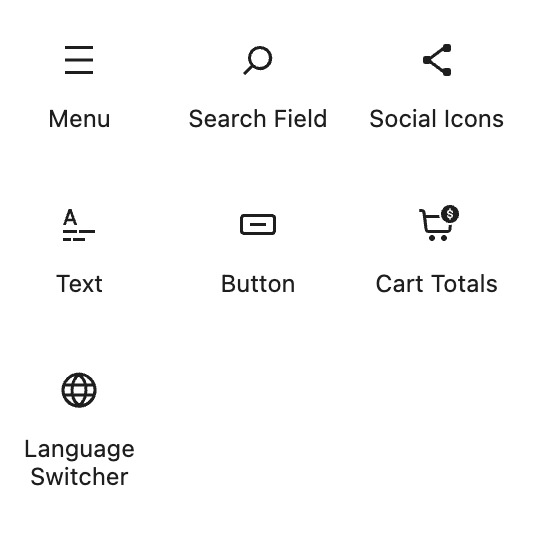 Menu
Search Field
Social Icons
A
Text
Button
$
Cart Totals
Language
Switcher